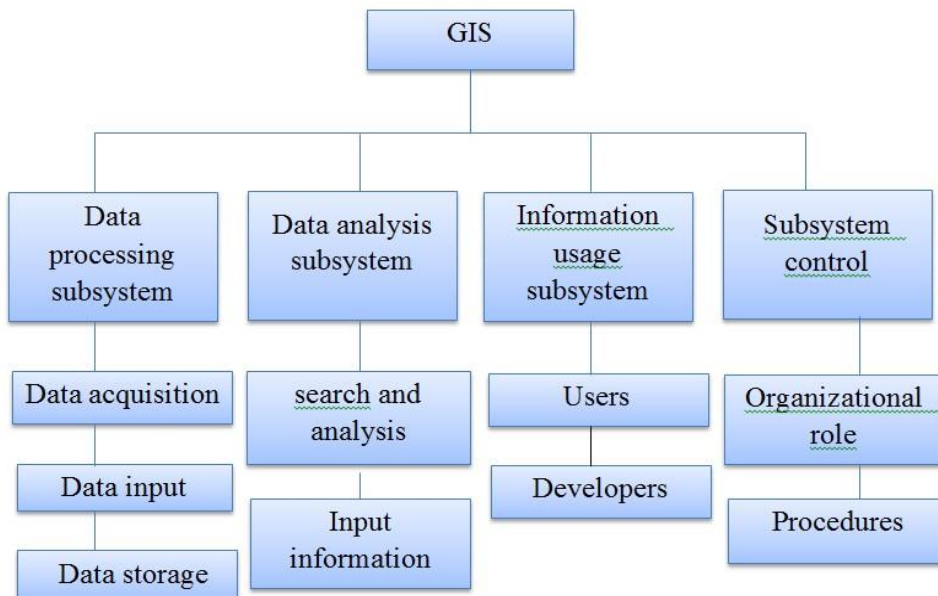 GIS
Data
processing
subsystem
Data analysis
subsystem
Information
usage
subsystem
Subsystem
control
Data acquisition
search and
analysis
Users
Organizational
role
Data input
Input
information
Developers
Procedures
Data storage